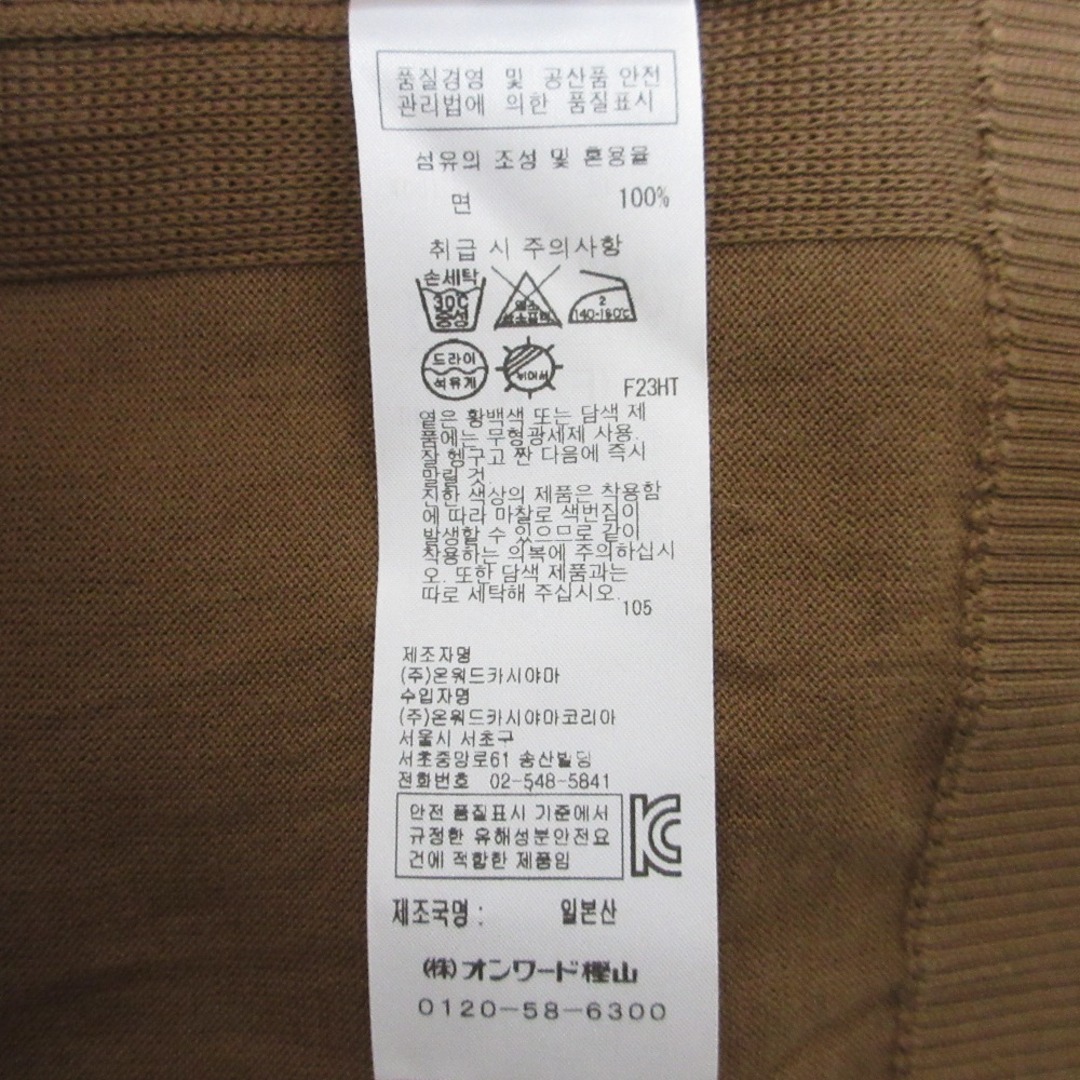 품질경영 및 공산품 안전
관리법에 의한 품질표시
섬유의 조성 및 혼용율
면 100%
취급 시 주의사항
손세탁
30℃
중성
염소
산소표백
2
140-160℃
드라이
석유계
뉘어서
F23HT
옅은 황백색 또는 담색 제
품에는 무형광세제 사용.
잘 헹구고 짠 다음에 즉시
말릴 것.
진한 색상의 제품은 착용함
에 따라 마찰로 색번짐이
발생할 수 있으므로 같이
착용하는 의복에 주의하십시
오. 또한 담색 제품과는
따로 세탁해 주십시오.
105
제조자명
(주)온워드카시야마
수입자명
(주)온워드카시야마코리아
서울시 서초구
서초중앙로61 송산빌딩
전화번호 02-548-5841
안전 품질표시 기준에서
규정한 유해성분안전요
건에 적합한 제품임
KC
제조국명 : 일본산
(株)オンワード樫山
0120-58-6300